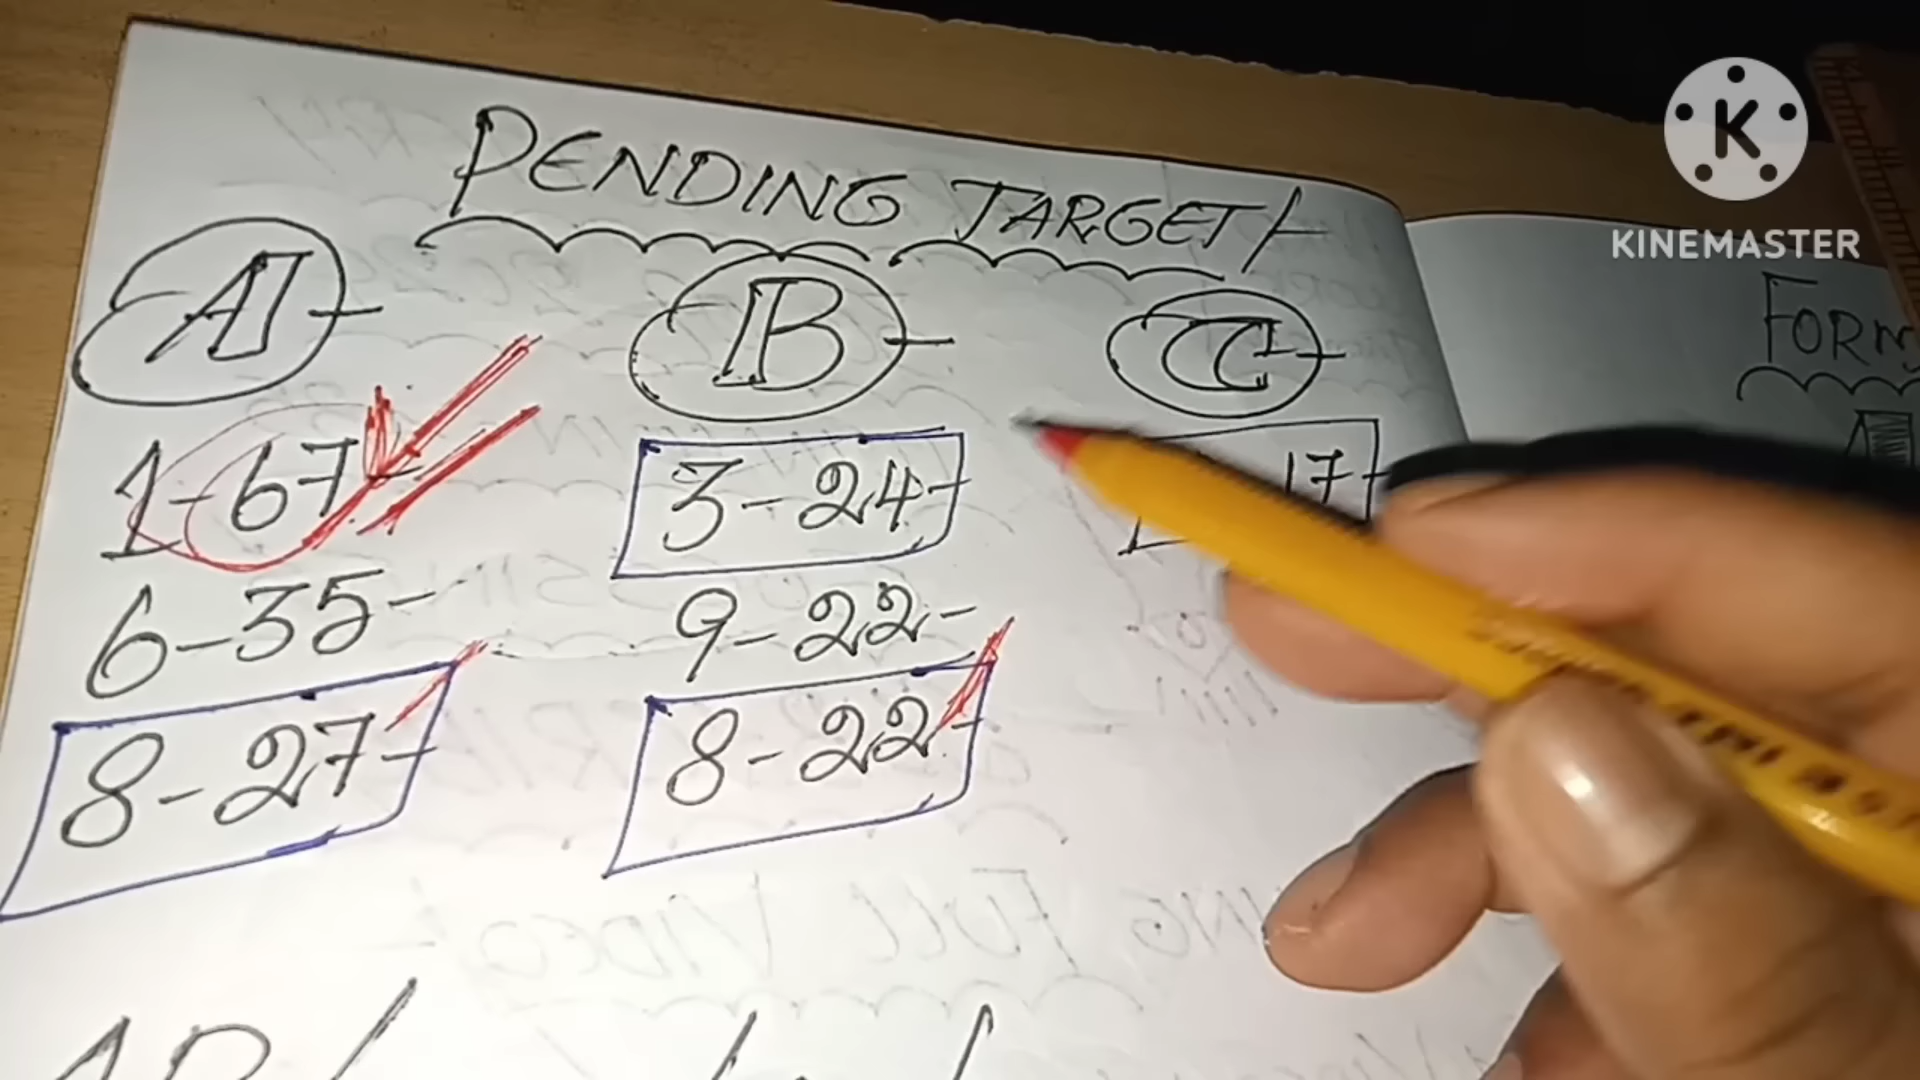 PENDING TARGET/-
A B C
1-67-
6-35-
8-27-
3-24-
9-22-
8-22-
17-
FORM
K
KINEMASTER